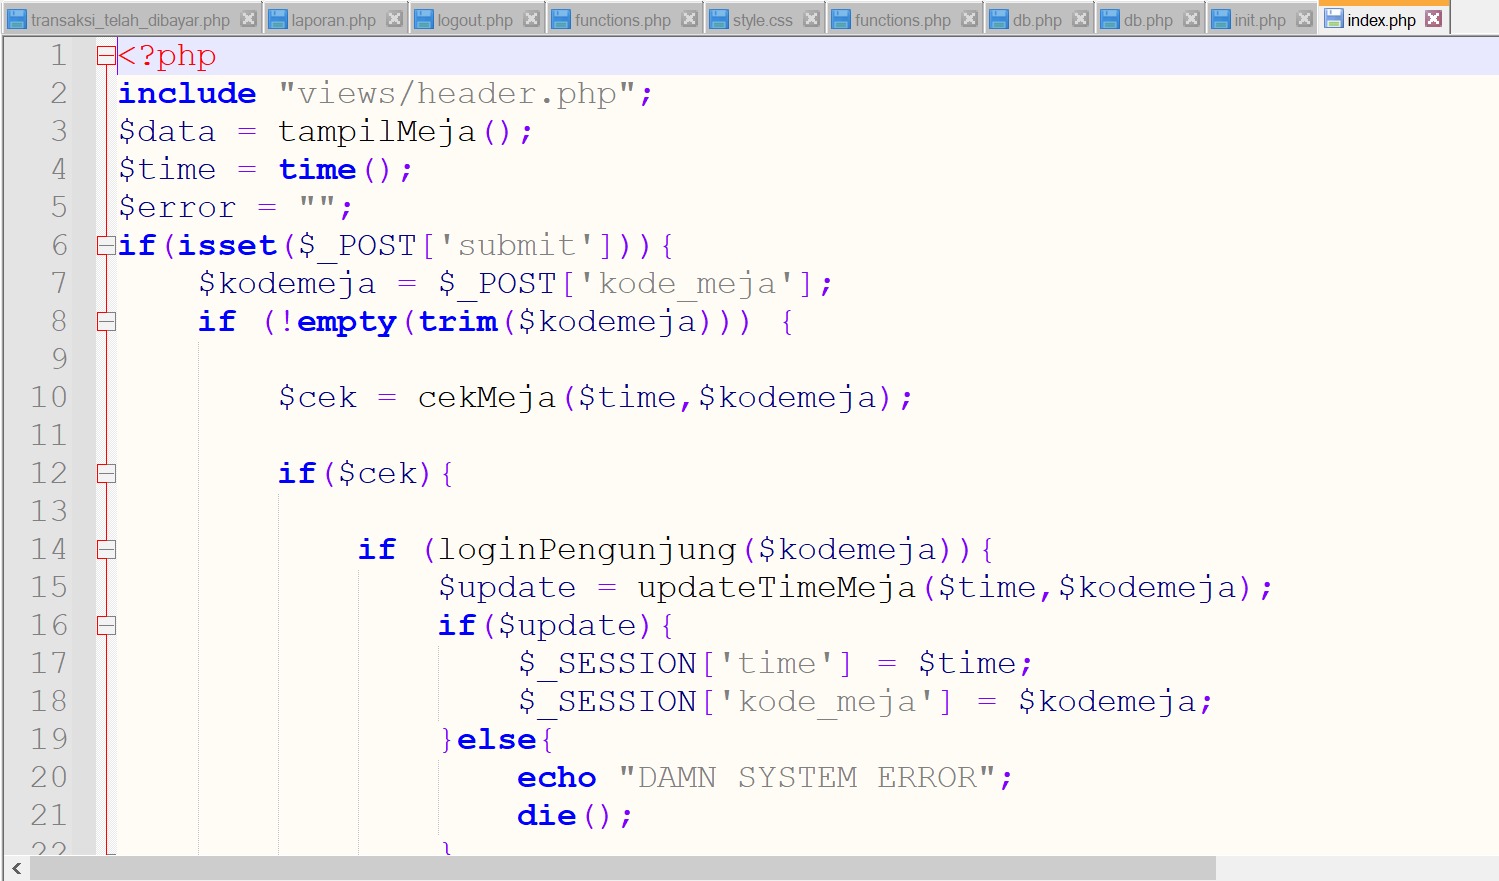 transaksi_telah_dibayar.php laporan.php logout.php functions.php style.css functions.php db.php db.php init.php index.php
1 <?php
2 include "views/header.php";
3 $data = tampilMeja();
4 $time = time();
5 $error = "";
6 if(isset($_POST['submit'])){
7 $kodemeja = $_POST['kode_meja'];
8 if (!empty(trim($kodemeja))) {
9
10 $cek = cekMeja($time,$kodemeja);
11
12 if($cek){
13
14 if (loginPengunjung($kodemeja)){
15 $update = updateTimeMeja($time,$kodemeja);
16 if($update){
17 $_SESSION['time'] = $time;
18 $_SESSION['kode_meja'] = $kodemeja;
19 }else{
20 echo "DAMN SYSTEM ERROR";
21 die();
22 }